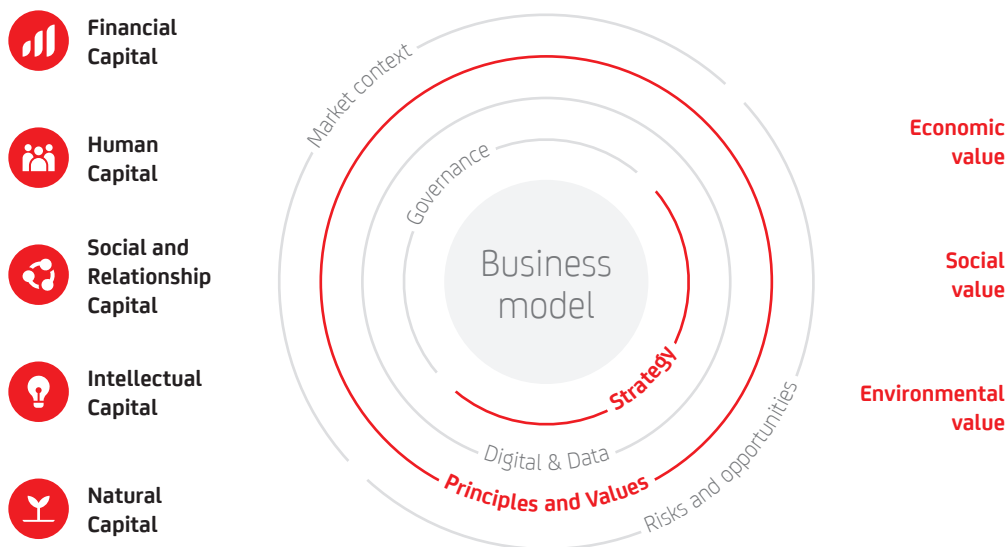 Financial
Capital
Human
Capital
Social and
Relationship
Capital
Intellectual
Capital
Natural
Capital
Market context
Governance
Business
model
Strategy
Digital & Data
Principles and Values
Risks and opportunities
Economic
value
Social
value
Environmental
value